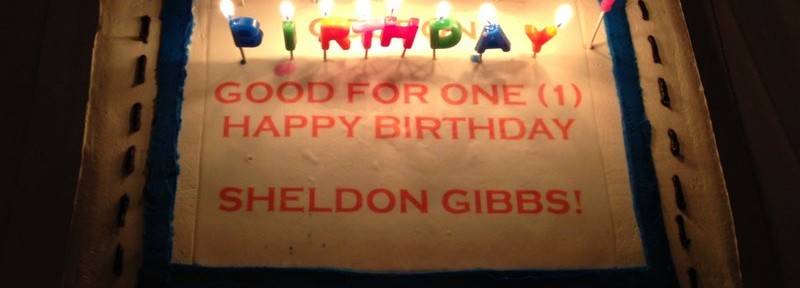 BIRTHDAY
GOOD FOR ONE (1)
HAPPY BIRTHDAY
SHELDON GIBBS!